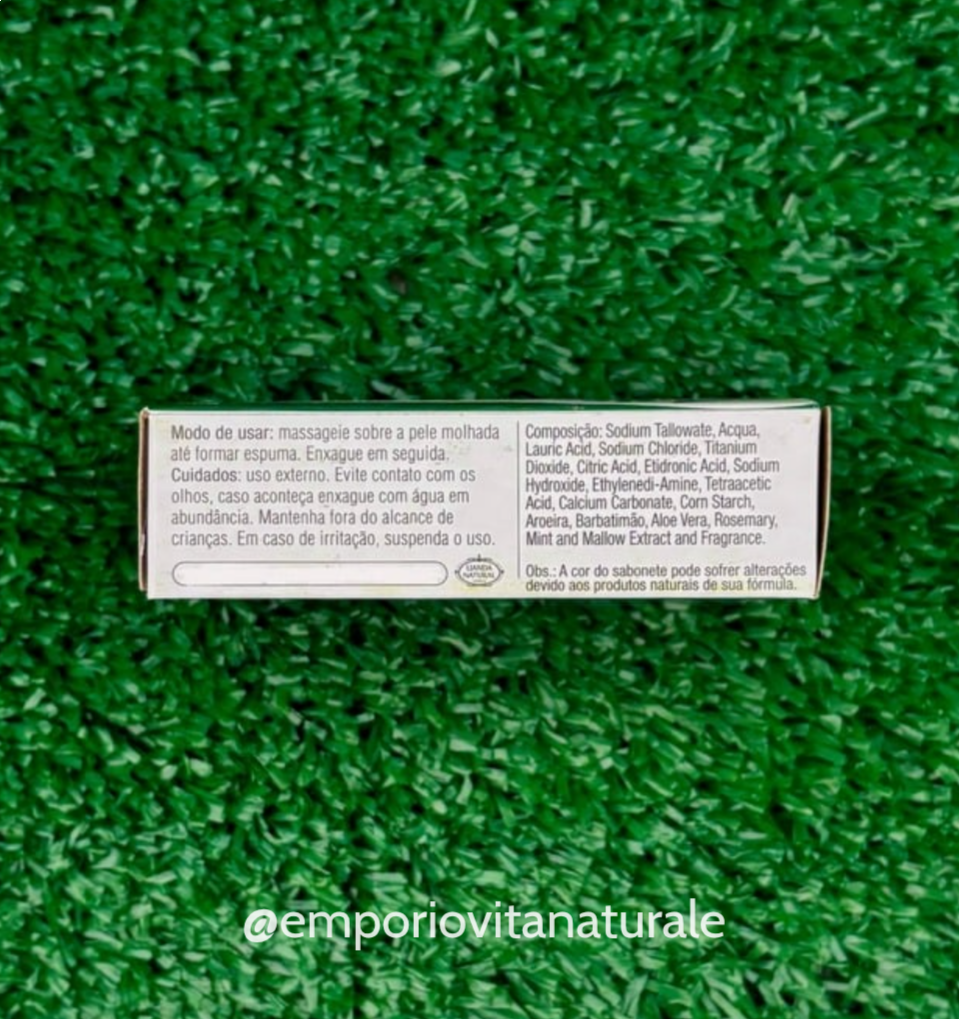 Modo de usar: massageie sobre a pele molhada
até formar espuma. Enxague em seguida.
Cuidados: uso externo. Evite contato com os
olhos, caso aconteça enxague com água em
abundância. Mantenha fora do alcance de
crianças. Em caso de irritação, suspenda o uso.
UANDA
NATURAL
Composição: Sodium Tallowate, Acqua,
Lauric Acid, Sodium Chloride, Titanium
Dioxide, Citric Acid, Etidronic Acid, Sodium
Hydroxide, Ethylenedi-Amine, Tetraacetic
Acid, Calcium Carbonate, Corn Starch,
Aroeira, Barbatimão, Aloe Vera, Rosemary,
Mint and Mallow Extract and Fragrance.
Obs.: A cor do sabonete pode sofrer alterações
devido aos produtos naturais de sua fórmula.
@emporiovitanaturale